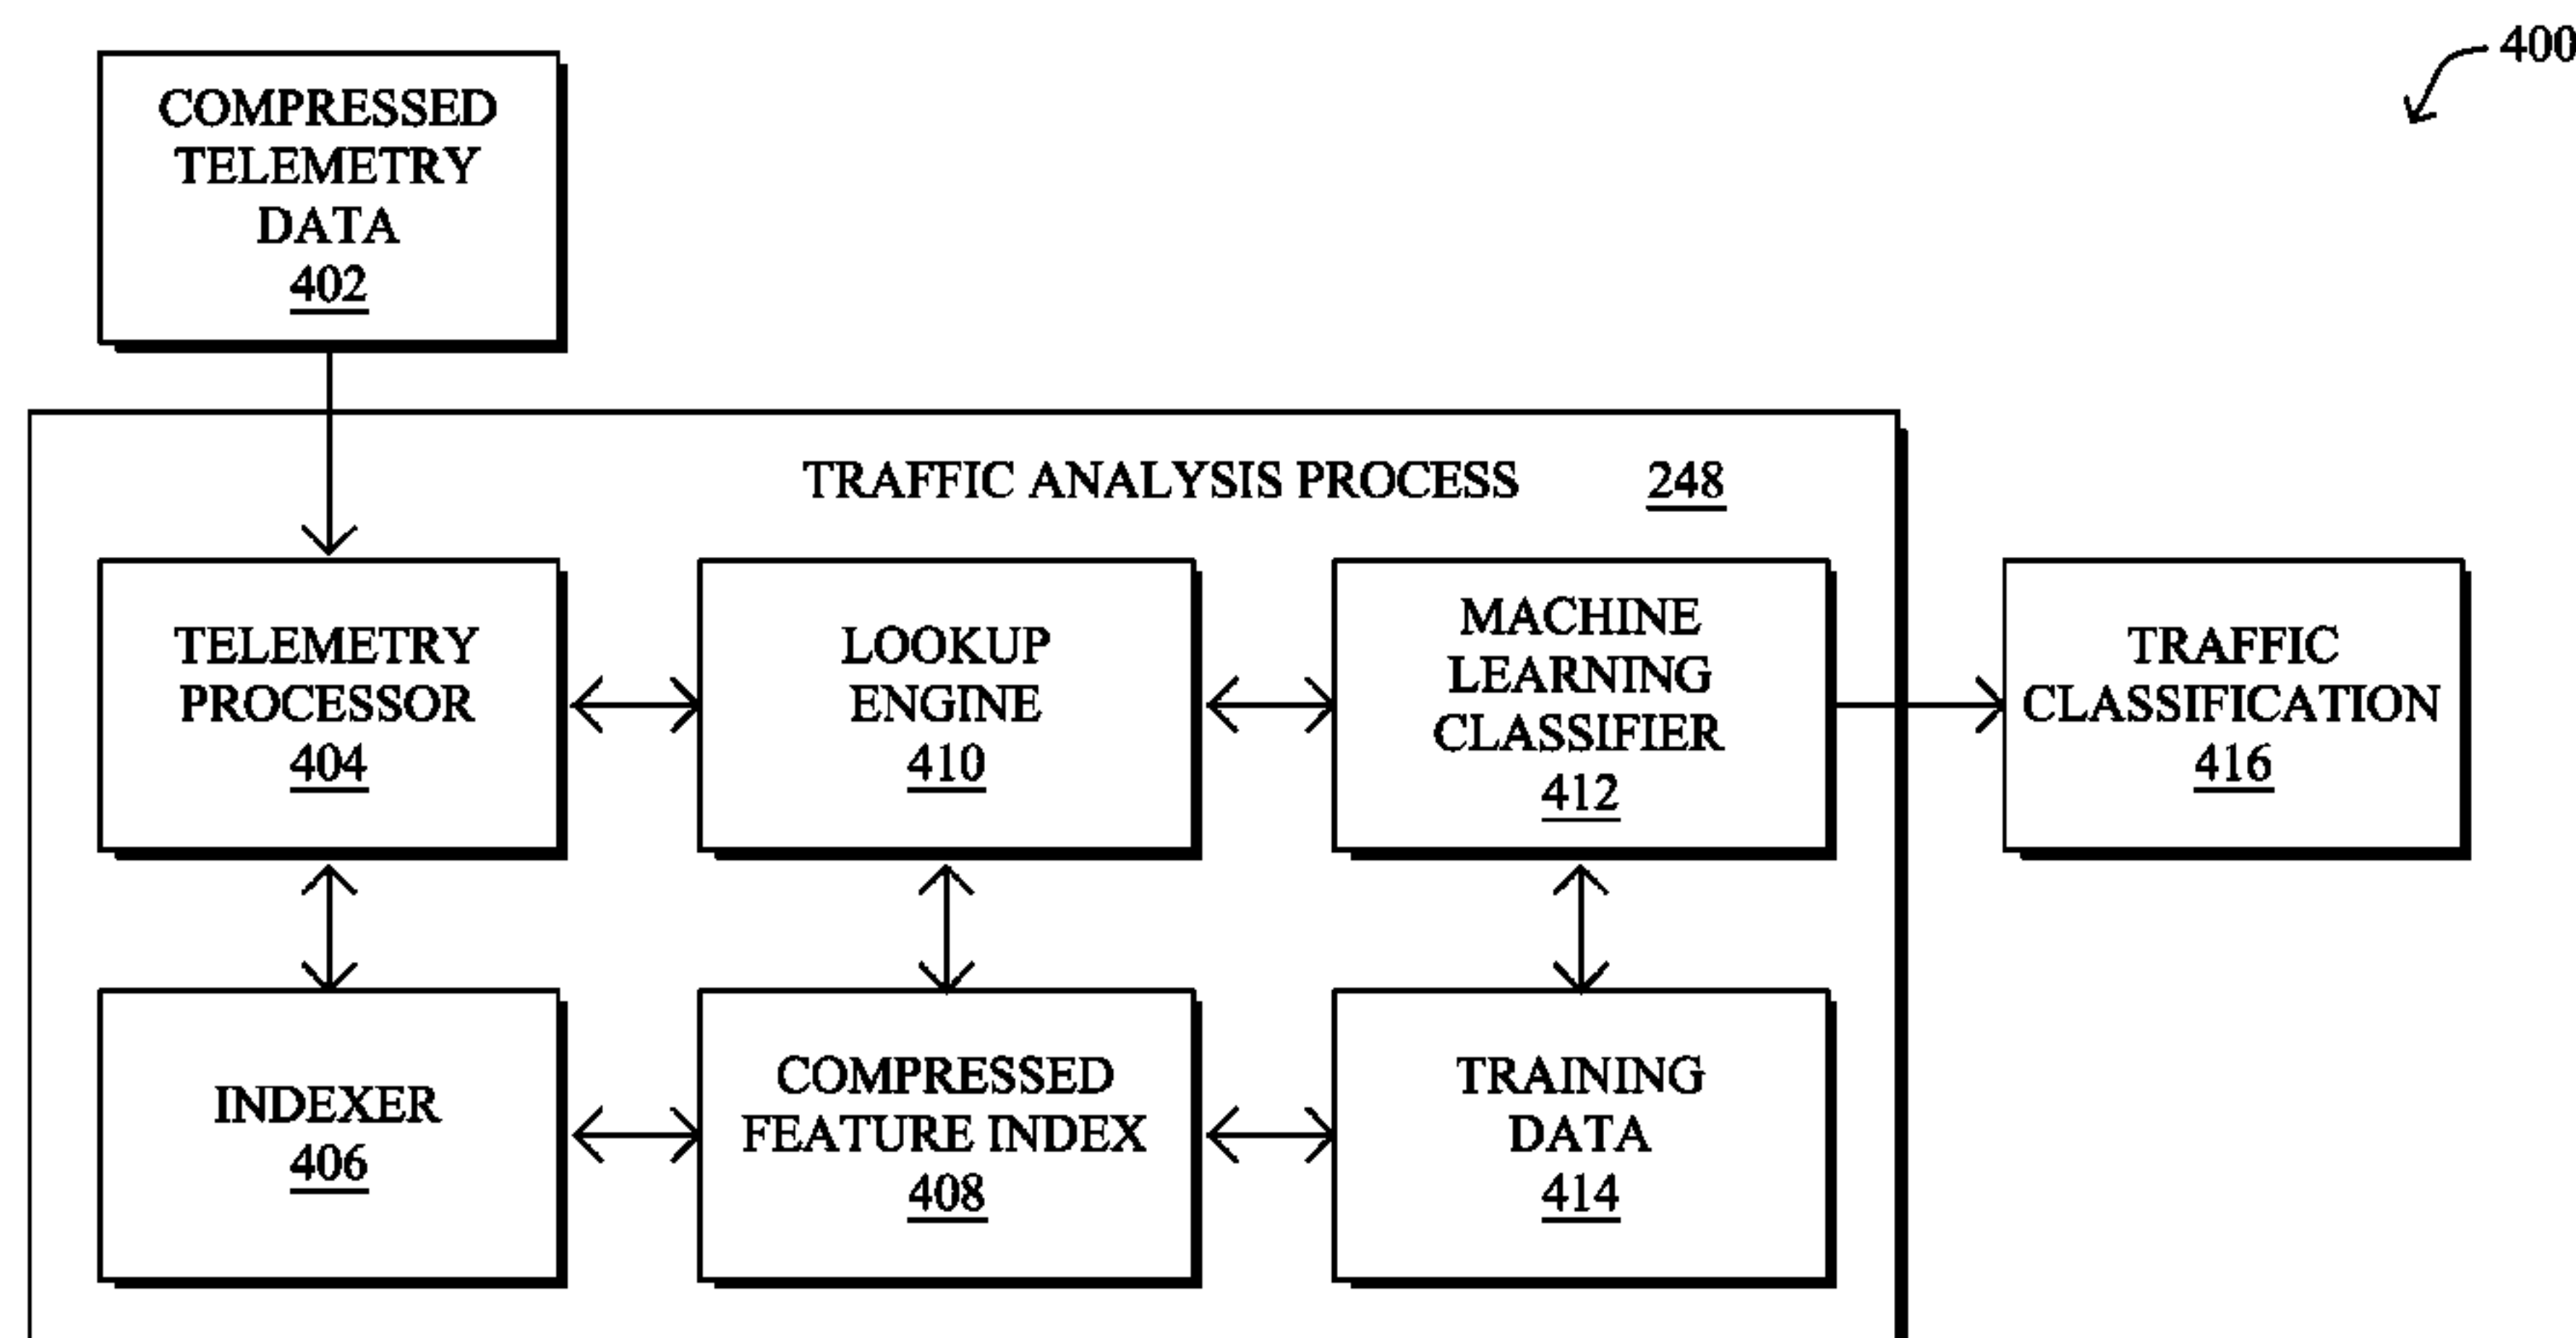 400
COMPRESSED
TELEMETRY
DATA
402
TRAFFIC ANALYSIS PROCESS 248
TELEMETRY
PROCESSOR
404
LOOKUP
ENGINE
410
MACHINE
LEARNING
CLASSIFIER
412
TRAFFIC
CLASSIFICATION
416
INDEXER
406
COMPRESSED
FEATURE INDEX
408
TRAINING
DATA
414